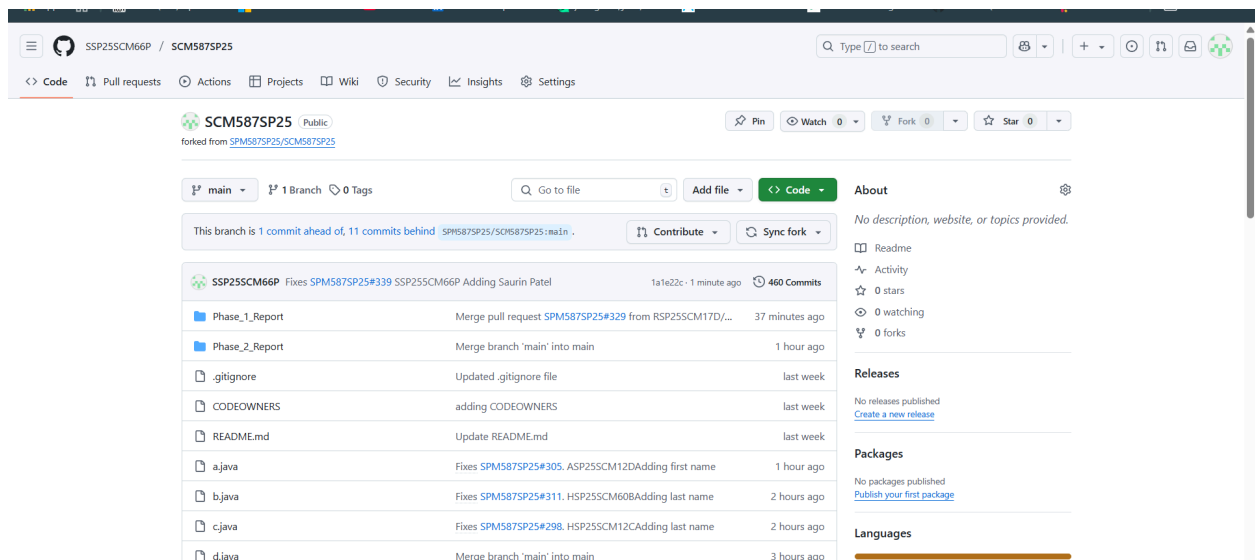 SSP25SCM66P / SCM587SP25
Type / to search
Code Pull requests Actions Projects Wiki Security Insights Settings
SCM587SP25 Public
Pin Watch 0 Fork 0 Star 0
forked from SPM587SP25/SCM587SP25
main 1 Branch 0 Tags Go to file t Add file Code
This branch is 1 commit ahead of, 11 commits behind SPM587SP25/SCM587SP25:main . Contribute Sync fork
SSP25SCM66P Fixes SPM587SP25#339 SSP255CM66P Adding Saurin Patel 1a1e22c · 1 minute ago 460 Commits
Phase_1_Report Merge pull request SPM587SP25#329 from RSP25SCM17D/... 37 minutes ago
Phase_2_Report Merge branch 'main' into main 1 hour ago
.gitignore Updated .gitignore file last week
CODEOWNERS adding CODEOWNERS last week
README.md Update README.md last week
a.java Fixes SPM587SP25#305. ASP25SCM12DAdding first name 1 hour ago
b.java Fixes SPM587SP25#311. HSP25SCM60BAdding last name 2 hours ago
c.java Fixes SPM587SP25#298. HSP25SCM12CAdding last name 2 hours ago
d.java Merge branch 'main' into main 3 hours ago
About
No description, website, or topics provided.
Readme
Activity
0 stars
0 watching
0 forks
Releases
No releases published
Create a new release
Packages
No packages published
Publish your first package
Languages